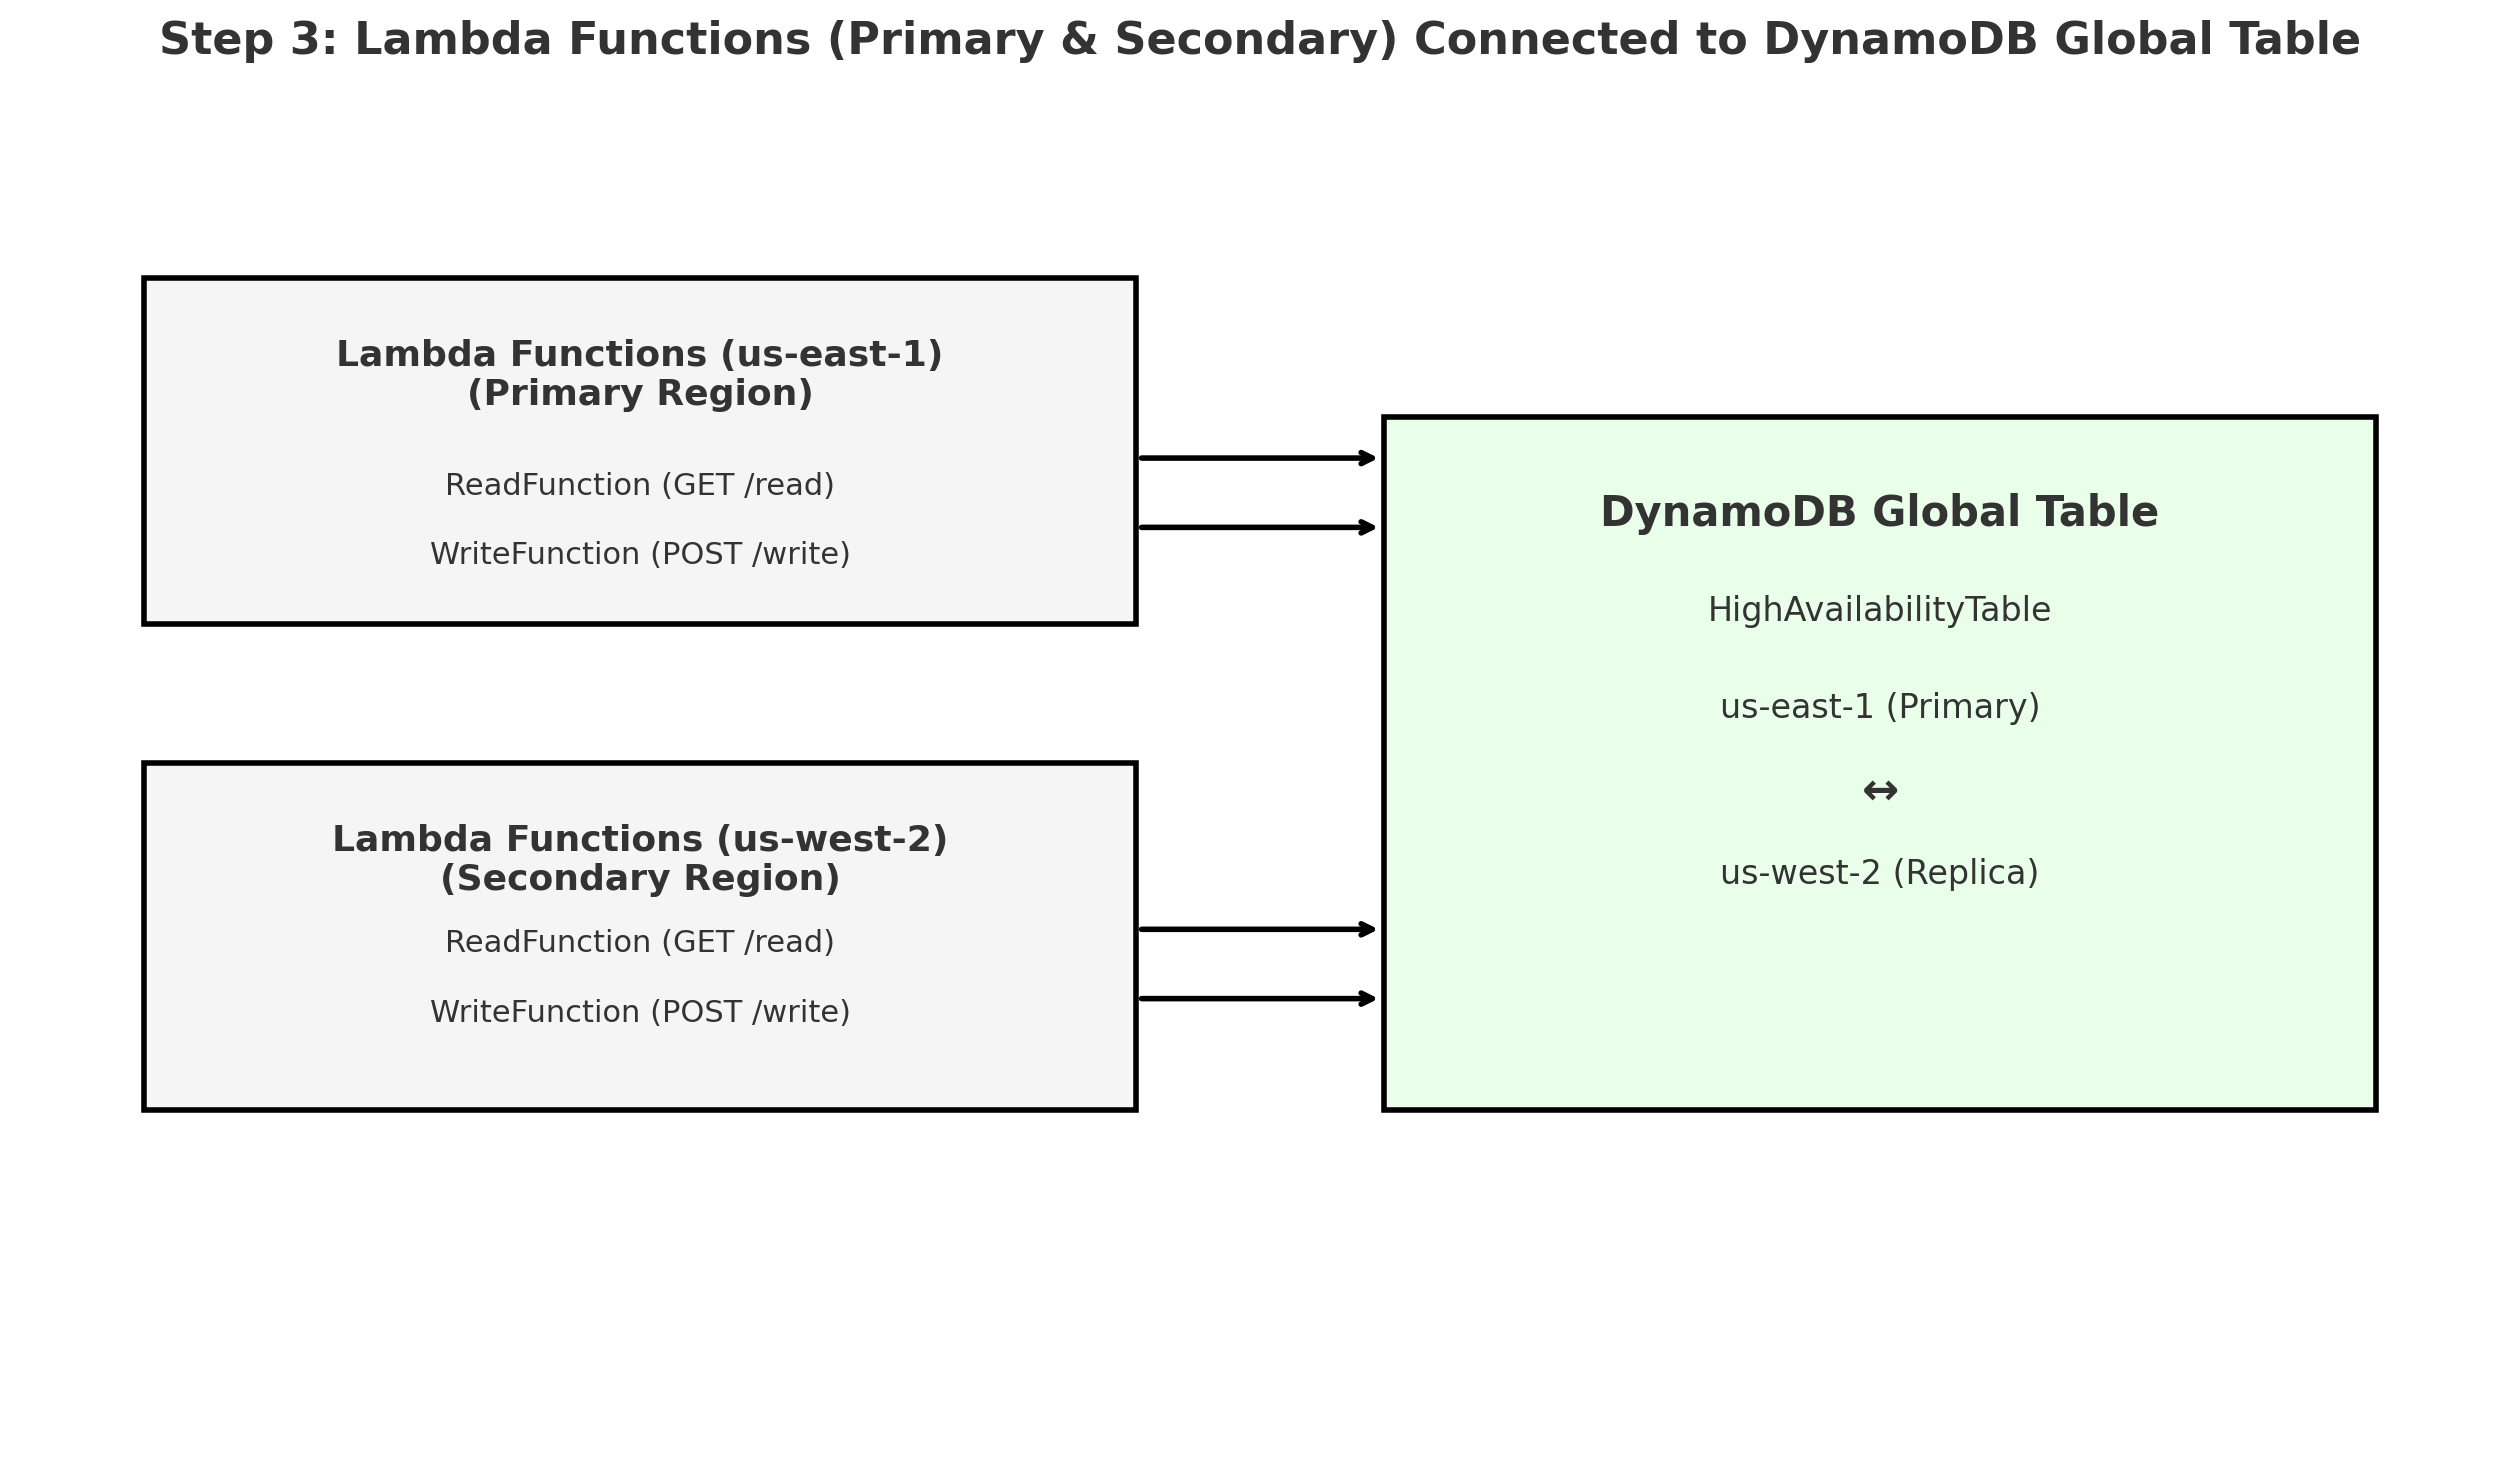 Step 3: Lambda Functions (Primary & Secondary) Connected to DynamoDB Global Table
Lambda Functions (us-east-1)
(Primary Region)
ReadFunction (GET /read)
WriteFunction (POST /write)
Lambda Functions (us-west-2)
(Secondary Region)
ReadFunction (GET /read)
WriteFunction (POST /write)
DynamoDB Global Table
HighAvailabilityTable
us-east-1 (Primary)
↔
us-west-2 (Replica)